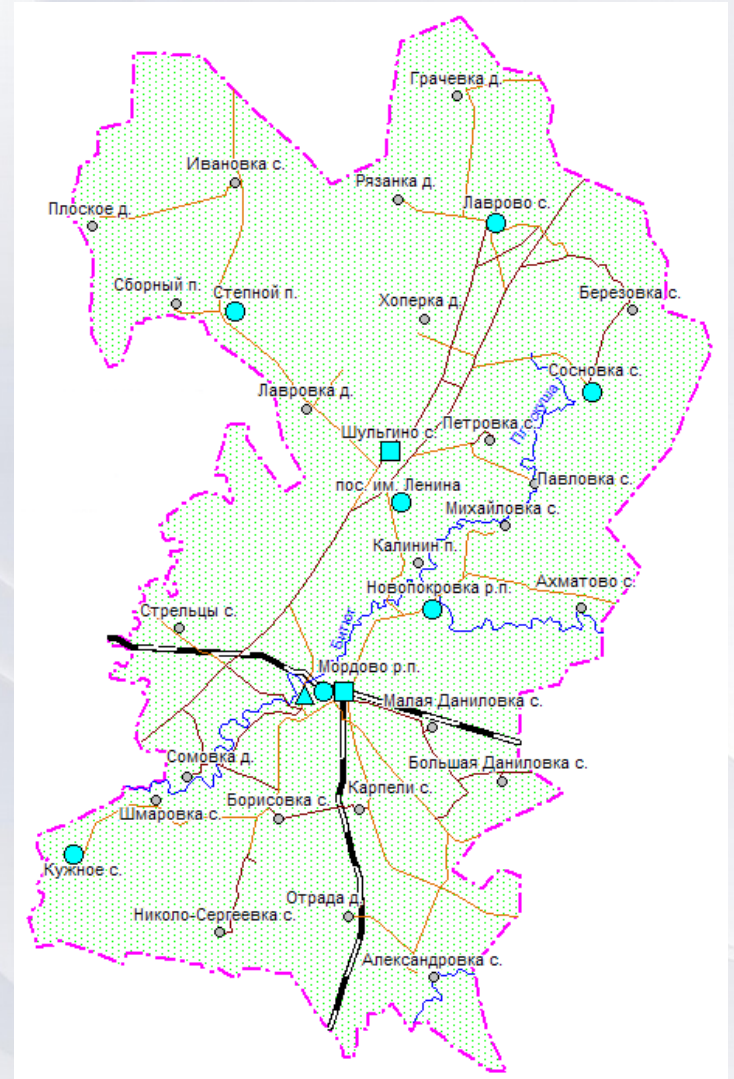 Грачевка д.
Ивановка с.
Рязанка д.
Лаврово с.
Плоское д.
Сборный п.
Степной п.
Хоперка д.
Березовка с.
Сосновка с.
Лавровка д.
Плоскуша
Петровка с.
Шульгино с.
Павловка с.
пос. им. Ленина
Михайловка с.
Калинин п.
Новопокровка р.п.
Ахматово с.
Стрельцы с.
Битюг
Мордово р.п.
Малая Даниловка с.
Сомовка д.
Большая Даниловка с.
Карпели с.
Борисовка с.
Шмаровка с.
Кужное с.
Отрада д.
Николо-Сергеевка с.
Александровка с.